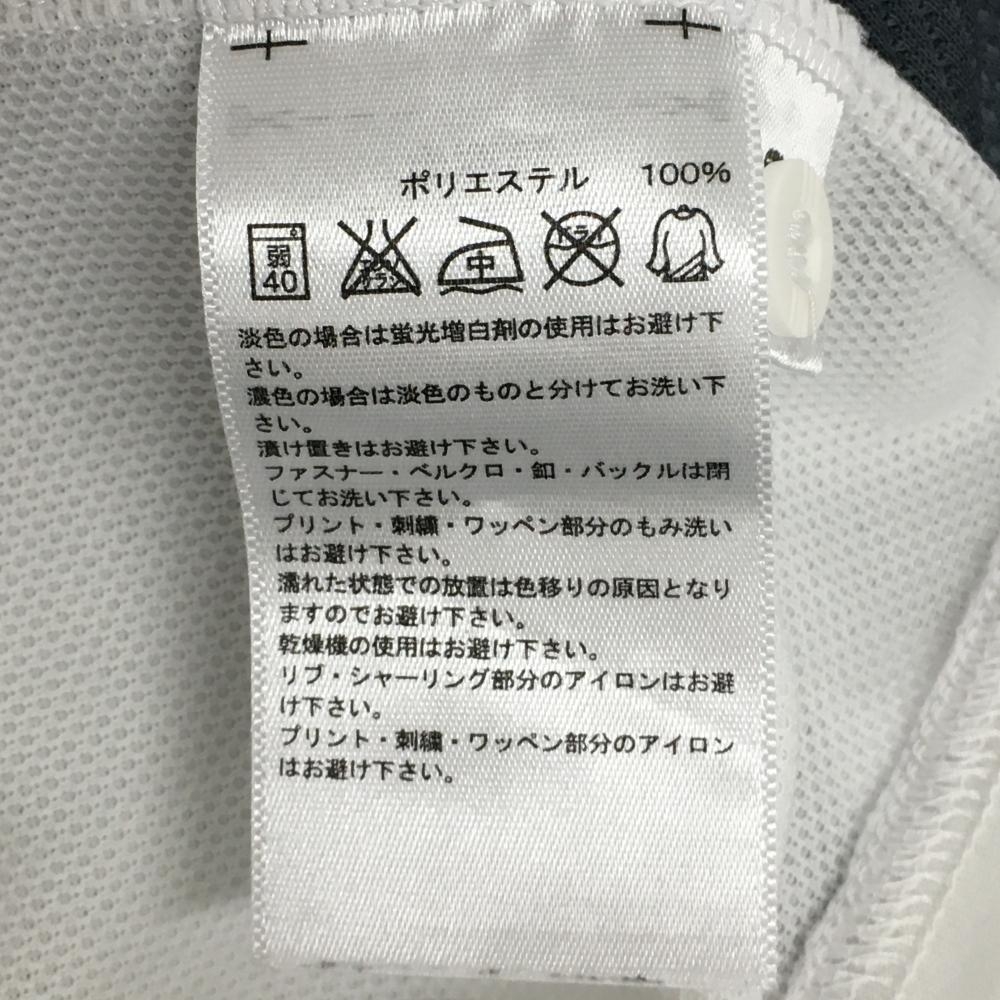 ポリエステル 100%
弱
40
中
ドライ
淡色の場合は蛍光増白剤の使用はお避け下
さい。
濃色の場合は淡色のものと分けてお洗い下
さい。
漬け置きはお避け下さい。
ファスナー・ベルクロ・釦・バックルは閉
じてお洗い下さい。
プリント・刺繍・ワッペン部分のもみ洗い
はお避け下さい。
濡れた状態での放置は色移りの原因となり
ますのでお避け下さい。
乾燥機の使用はお避け下さい。
リブ・シャーリング部分のアイロンはお避
け下さい。
プリント・刺繍・ワッペン部分のアイロン
はお避け下さい。